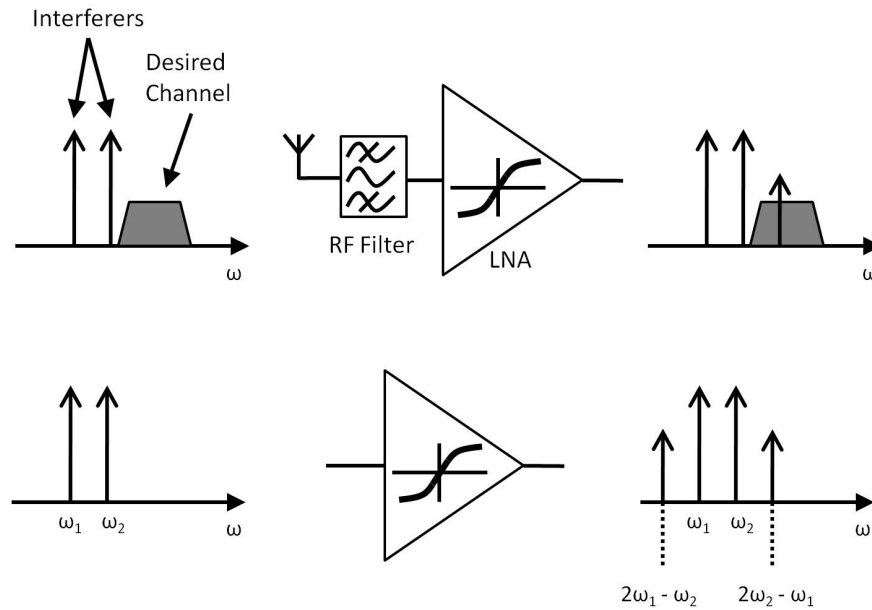 Interferers
Desired
Channel
RF Filter
LNA
ω
ω
ω₁ ω₂
ω
ω₁ ω₂
ω
2ω₁ - ω₂ 2ω₂ - ω₁